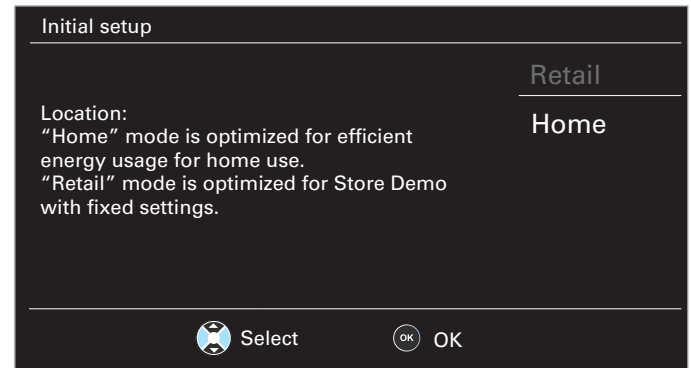 Initial setup
Retail
Home
Location:
“Home” mode is optimized for efficient
energy usage for home use.
“Retail” mode is optimized for Store Demo
with fixed settings.
Select
OK OK